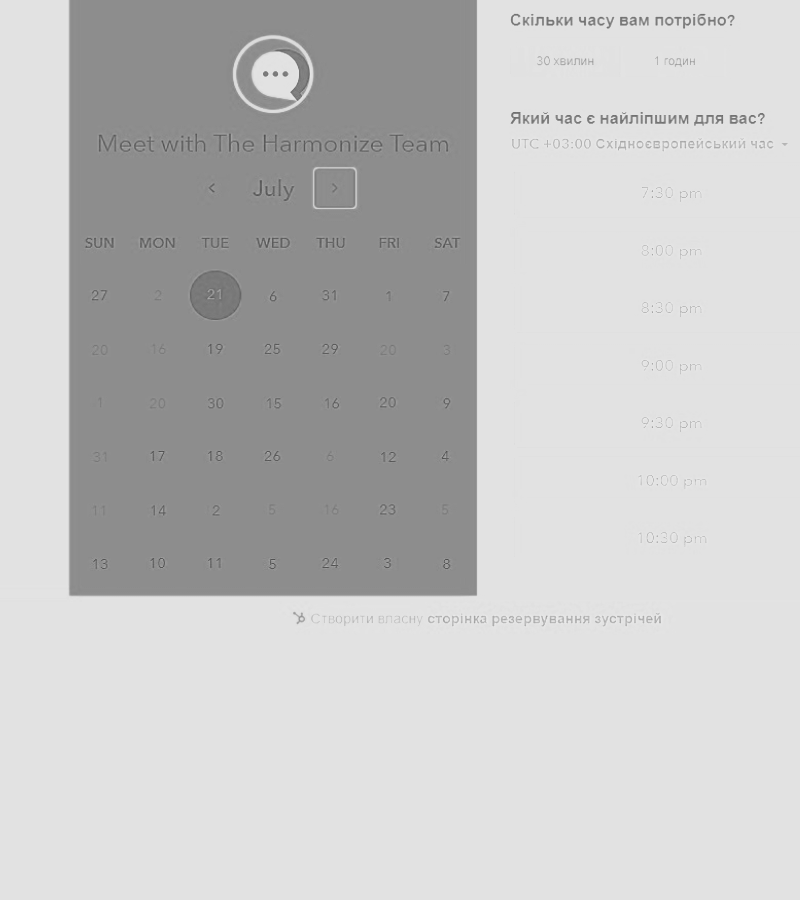 Meet with The Harmonize Team
July
SUN MON TUE WED THU FRI SAT
27 2 21 6 31 1 7
20 16 19 25 29 20 3
1 20 30 15 16 20 9
31 17 18 26 6 12 4
11 14 2 5 16 23 5
13 10 11 5 24 3 8
Скільки часу вам потрібно?
30 хвилин 1 годин
Який час є найліпшим для вас?
UTC +03:00 Східноєвропейський час
7:30 pm
8:00 pm
8:30 pm
9:00 pm
9:30 pm
10:00 pm
10:30 pm
Створити власну сторінка резервування зустрічей